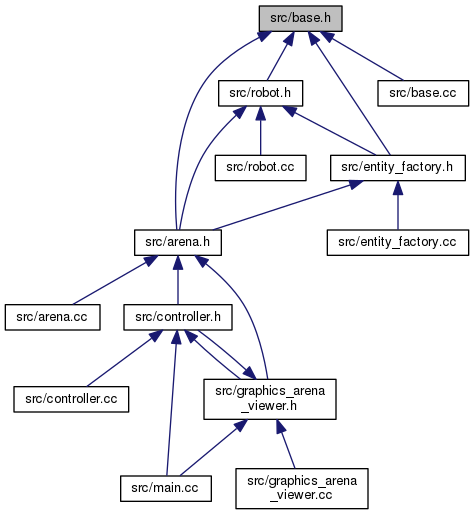 src/base.h
src/robot.h
src/base.cc
src/robot.cc
src/entity_factory.h
src/arena.h
src/entity_factory.cc
src/arena.cc
src/controller.h
src/controller.cc
src/graphics_arena
_viewer.h
src/main.cc
src/graphics_arena
_viewer.cc